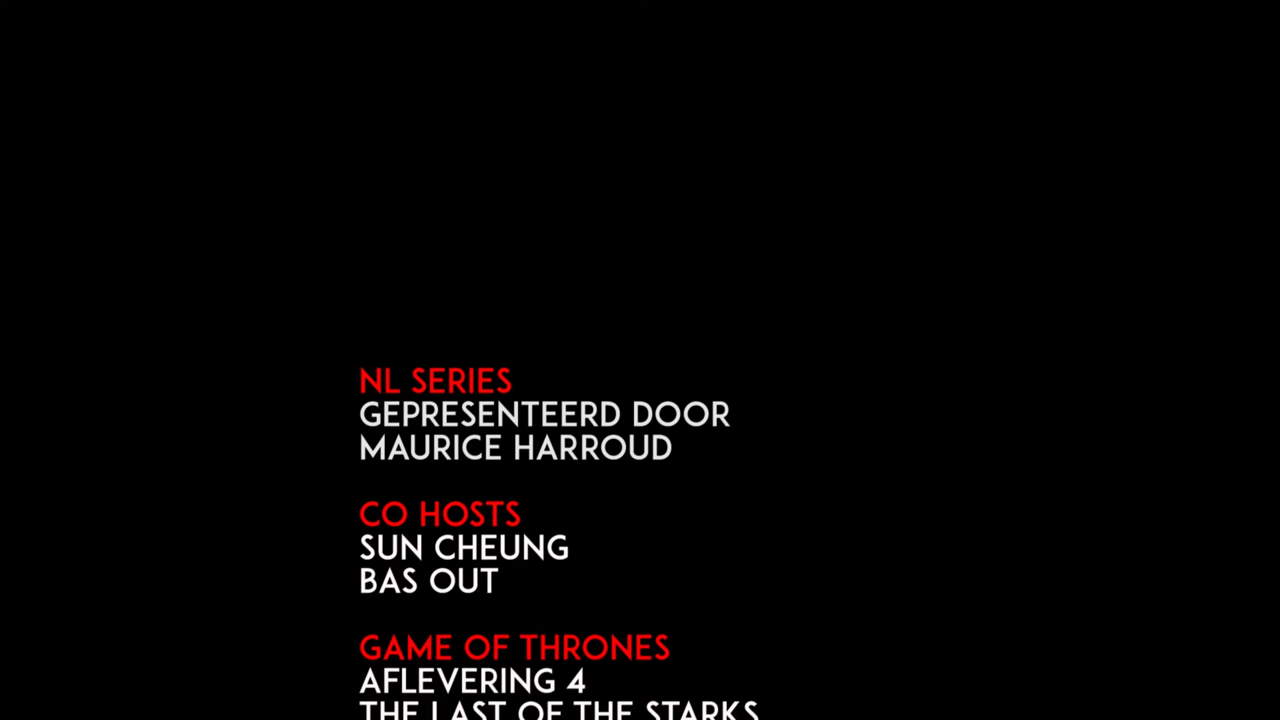 NL SERIES
GEPRESENTEERD DOOR
MAURICE HARROUD
CO HOSTS
SUN CHEUNG
BAS OUT
GAME OF THRONES
AFLEVERING 4
THE LAST OF THE STARKS